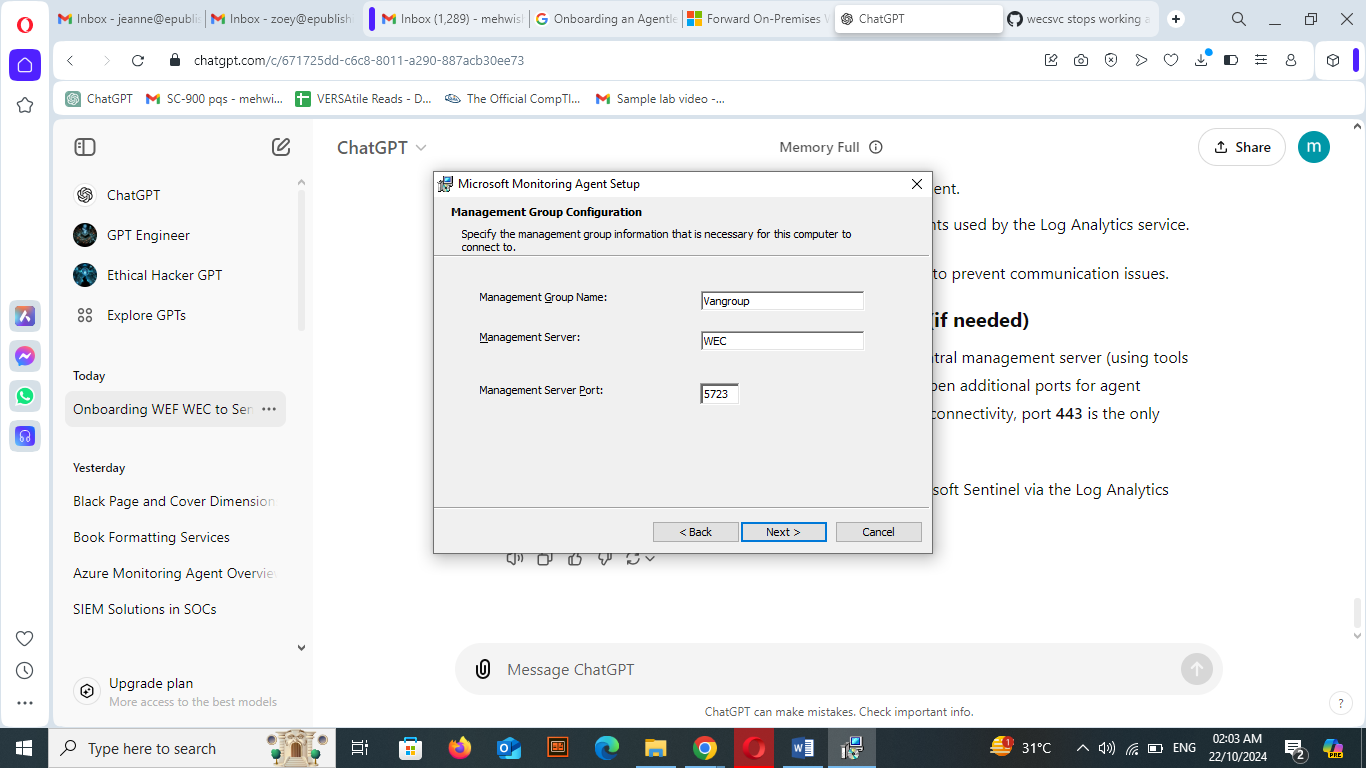 Inbox - jeanne@epublish
Inbox - zoey@epublish
Inbox (1,289) - mehwis
Onboarding an Agentle
Forward On-Premises W
ChatGPT
wecsvc stops working a
chatgpt.com/c/671725dd-c6c8-8011-a290-887acb30ee73
ChatGPT
SC-900 pqs - mehwi...
VERSAtile Reads - D...
The Official CompTI...
Sample lab video -...
ChatGPT
Memory Full
Share
m
ChatGPT
GPT Engineer
Ethical Hacker GPT
Explore GPTs
Today
Onboarding WEF WEC to Sen
Yesterday
Black Page and Cover Dimension
Book Formatting Services
Azure Monitoring Agent Overvie
SIEM Solutions in SOCs
Upgrade plan
More access to the best models
Microsoft Monitoring Agent Setup
Management Group Configuration
Specify the management group information that is necessary for this computer to
connect to.
Management Group Name:
Vangroup
Management Server:
WEC
Management Server Port:
5723
< Back
Next >
Cancel
ent.
nts used by the Log Analytics service.
to prevent communication issues.
(if needed)
ntral management server (using tools
pen additional ports for agent
connectivity, port 443 is the only
soft Sentinel via the Log Analytics
Message ChatGPT
ChatGPT can make mistakes. Check important info.
?
Type here to search
1
31°C
ENG
02:03 AM
22/10/2024
2
PRE